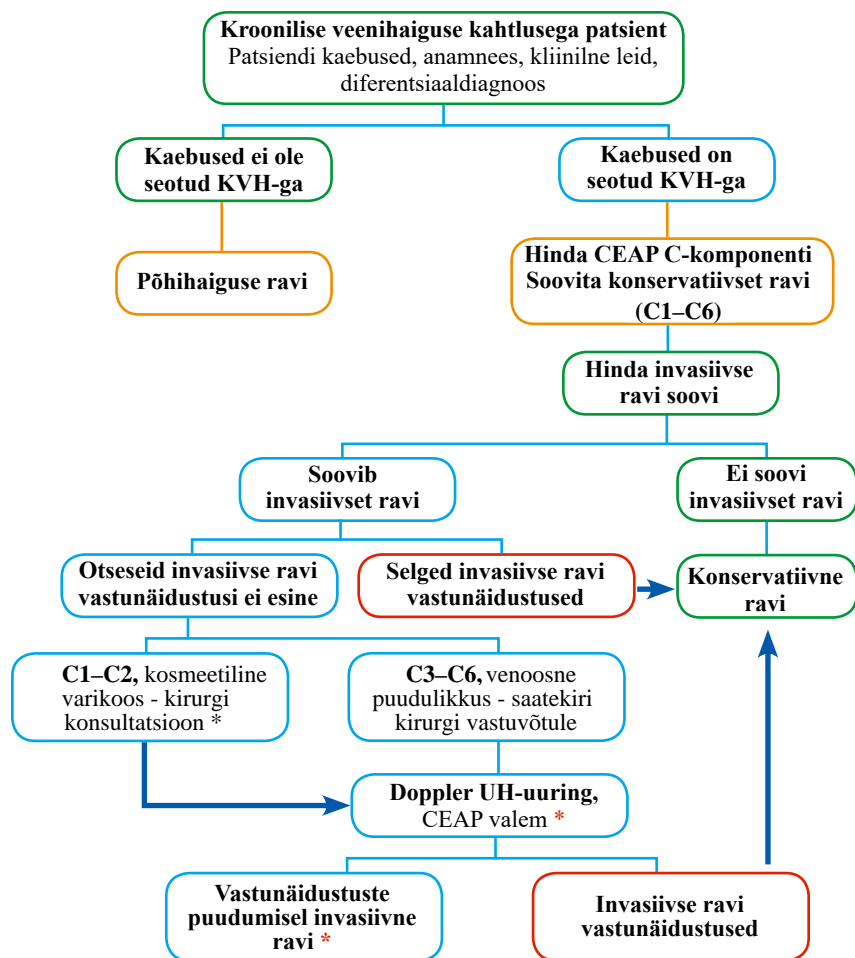 Kroonilise veenihaiguse kahtlusega patsient
Patsiendi kaebused, anamnees, kliinilne leid,
diferentsiaaldiagnoos
Kaebused ei ole
seotud KVH-ga
Kaebused on
seotud KVH-ga
Põhihaiguse ravi
Hinda CEAP C-komponenti
Soovita konservatiivset ravi
(C1–C6)
Hinda invasiivse
ravi soovi
Soovib
invasiivset ravi
Ei soovi
invasiivset ravi
Otseseid invasiivse ravi
vastunäidustusi ei esine
Selged invasiivse ravi
vastunäidustused
Konservatiivne
ravi
C1–C2, kosmeetiline
varikoos - kirurgi
konsultatsioon *
C3–C6, venoosne
puudulikkus - saatekiri
kirurgi vastuvõtule
Doppler UH-uuring,
CEAP valem *
Vastunäidustuste
puudumisel invasiivne
ravi *
Invasiivse ravi
vastunäidustused